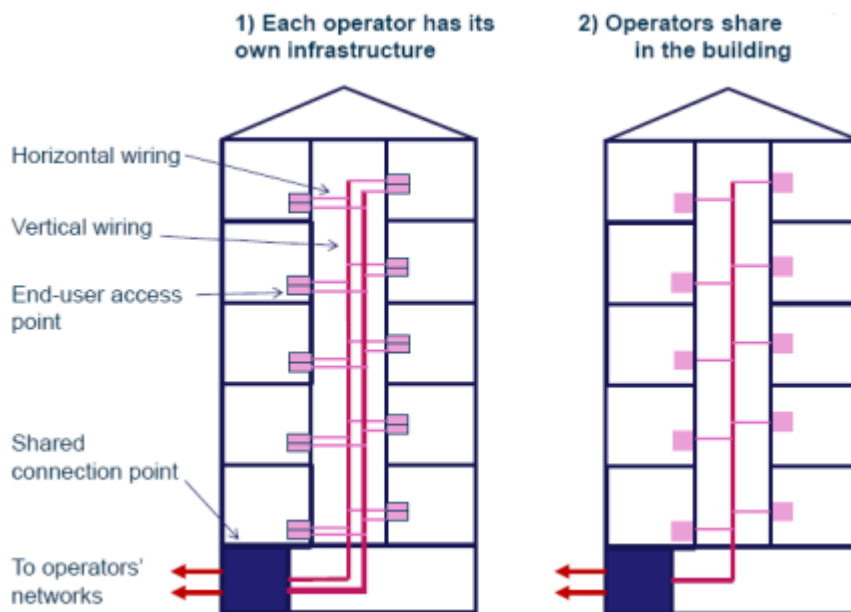 1) Each operator has its
own infrastructure
2) Operators share
in the building
Horizontal wiring
Vertical wiring
End-user access
point
Shared
connection point
To operators'
networks